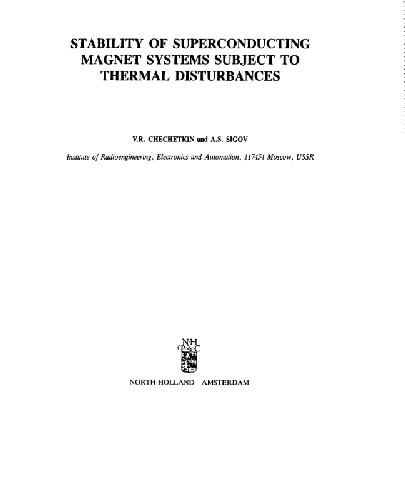 STABILITY OF SUPERCONDUCTING
MAGNET SYSTEMS SUBJECT TO
THERMAL DISTURBANCES
V.R. CHECHETKIN and A.S. SIGOV
Institute of Radioengineering, Electronics and Automation, 117454 Moscow, USSR
NH
NORTH-HOLLAND AMSTERDAM